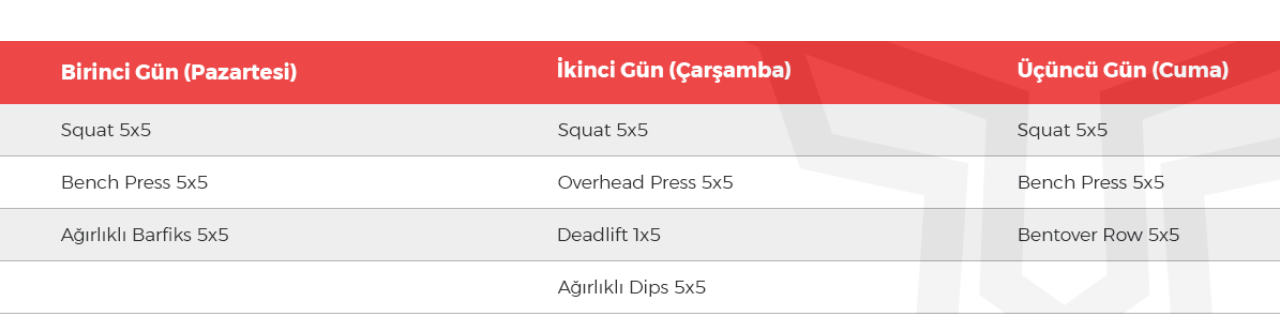 Birinci Gün (Pazartesi) İkinci Gün (Çarşamba) Üçüncü Gün (Cuma)
Squat 5x5 Squat 5x5 Squat 5x5
Bench Press 5x5 Overhead Press 5x5 Bench Press 5x5
Ağırlıklı Barfiks 5x5 Deadlift 1x5 Bentover Row 5x5
Ağırlıklı Dips 5x5